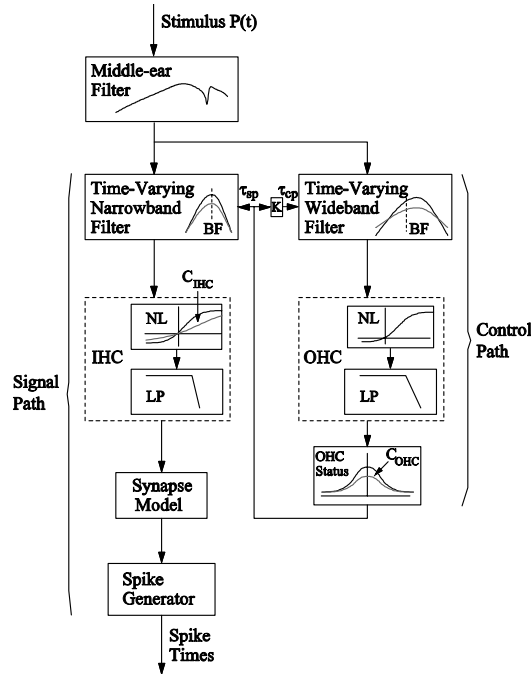 Stimulus P(t)
Middle-ear
Filter
Time-Varying
Narrowband
Filter
BF
τsp
K
τcp
Time-Varying
Wideband
Filter
BF
CIHC
NL
IHC
LP
NL
OHC
LP
Control
Path
Signal
Path
OHC
Status
COHC
Synapse
Model
Spike
Generator
Spike
Times